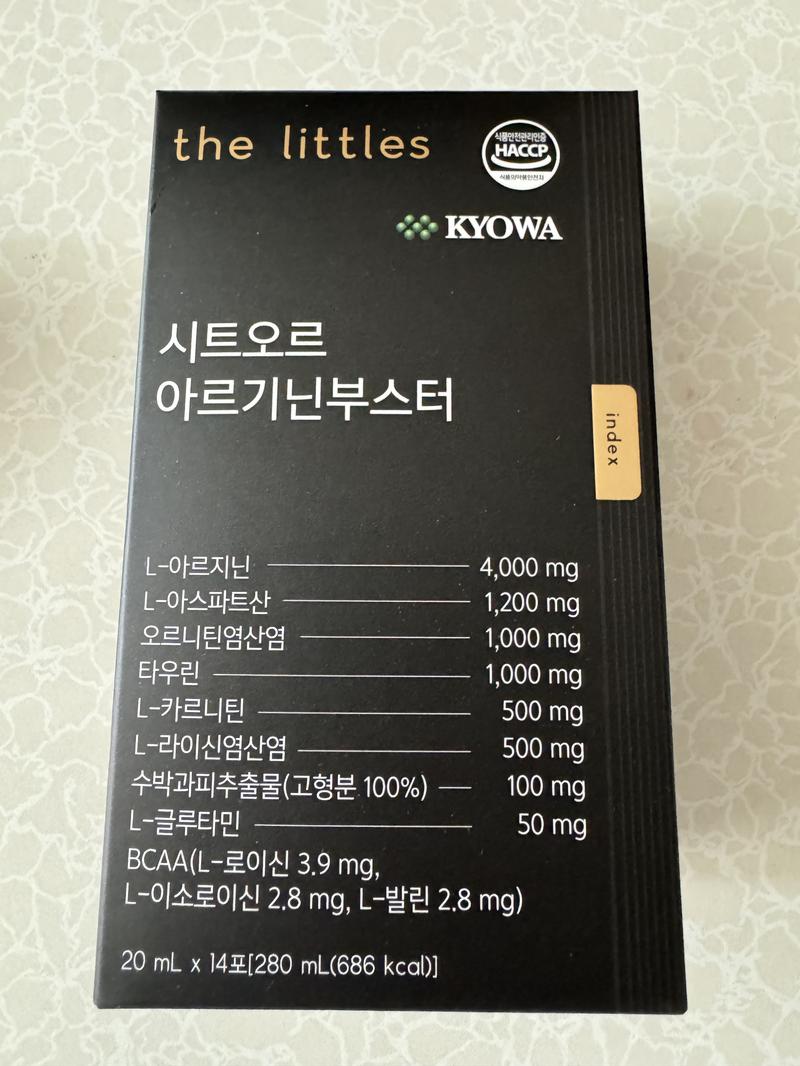 the littles
식품안전관리인증
HACCP
식품의약품안전처
KYOWA
시트오르
아르기닌부스터
index
L-아르지닌 4,000 mg
L-아스파트산 1,200 mg
오르니틴염산염 1,000 mg
타우린 1,000 mg
L-카르니틴 500 mg
L-라이신염산염 500 mg
수박과피추출물(고형분 100%) 100 mg
L-글루타민 50 mg
BCAA(L-로이신 3.9 mg,
L-이소로이신 2.8 mg, L-발린 2.8 mg)
20 mL x 14포[280 mL(686 kcal)]